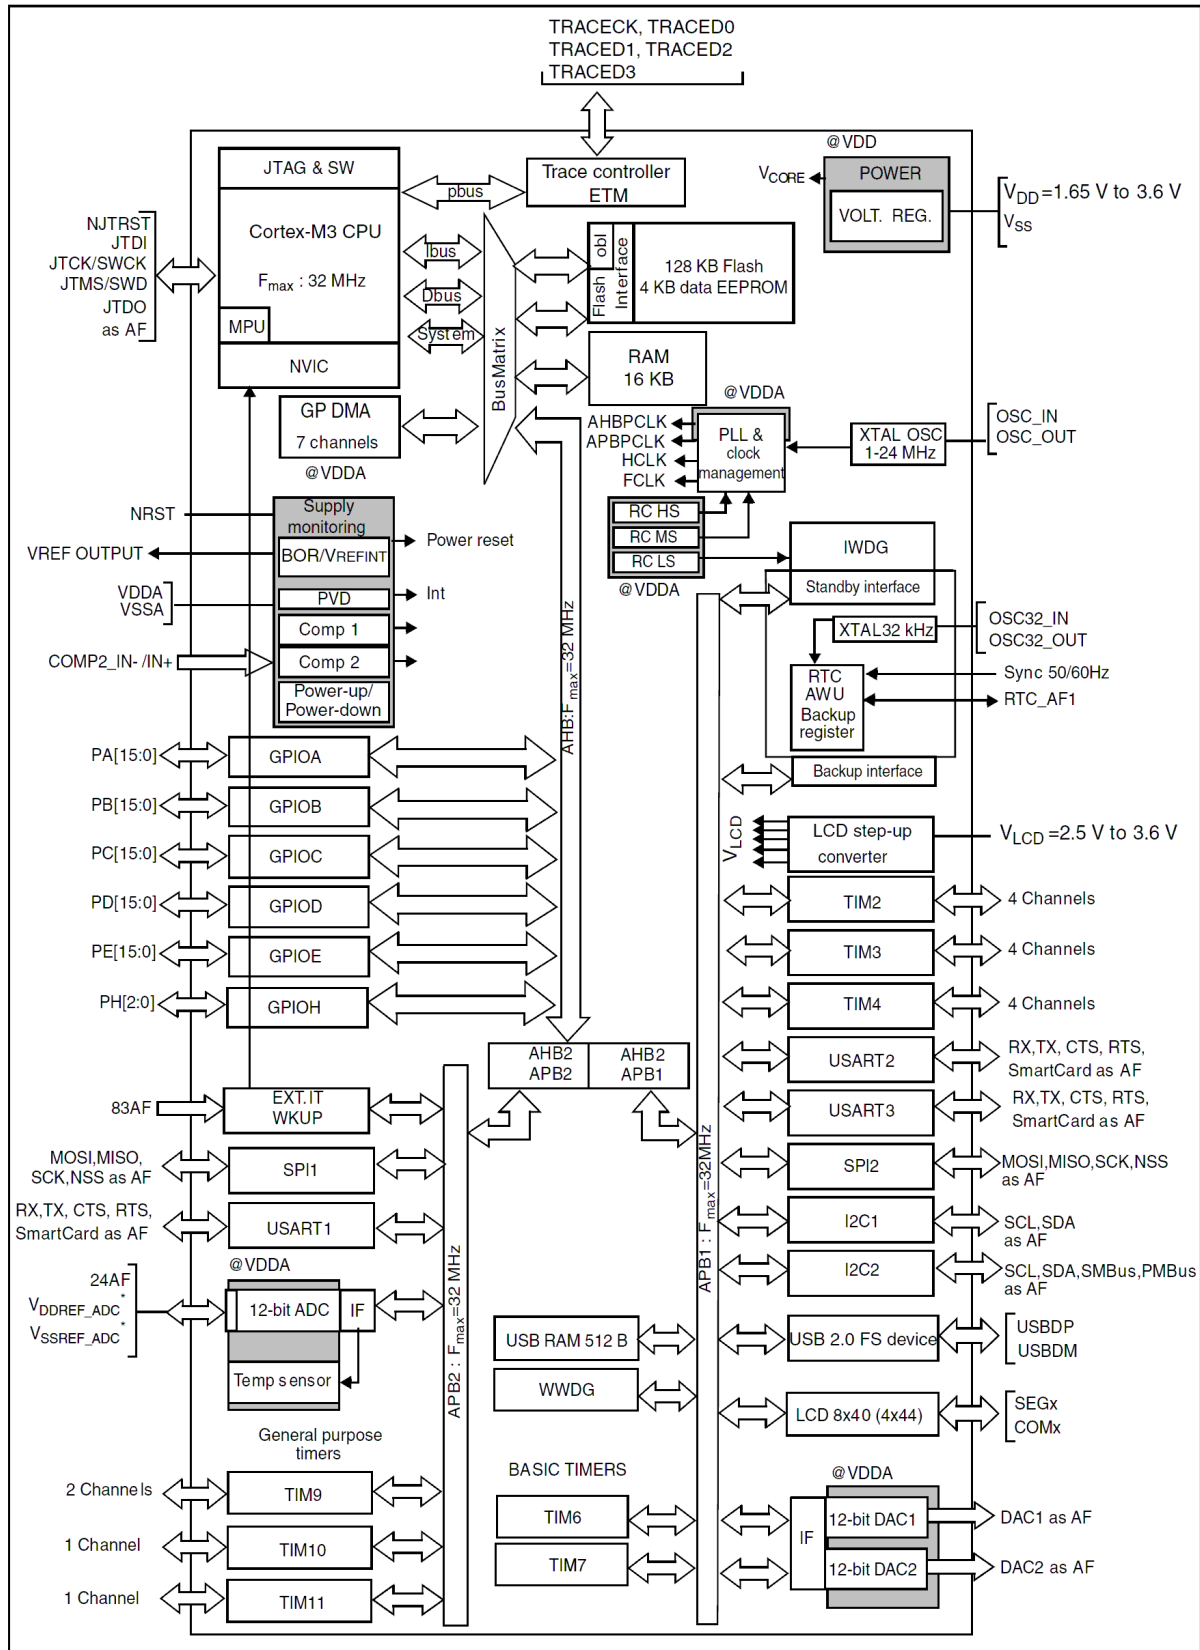 TRACECK, TRACED0
TRACED1, TRACED2
TRACED3
@VDD
JTAG & SW
Trace controller
ETM
pbus
VCORE
POWER
VOLT. REG.
VDD=1.65 V to 3.6 V
VSS
NJTRST
JTDI
JTCK/SWCK
JTMS/SWD
JTDO
as AF
Cortex-M3 CPU
Fmax : 32 MHz
MPU
NVIC
Ibus
Dbus
System
BusMatrix
Flash
obl
Interface
128 KB Flash
4 KB data EEPROM
RAM
16 KB
GP DMA
7 channels
@VDDA
@VDDA
AHBPCLK
APBPCLK
HCLK
FCLK
PLL &
clock
management
XTAL OSC
1-24 MHz
OSC_IN
OSC_OUT
RC HS
RC MS
RC LS
@VDDA
IWDG
Standby interface
NRST
VREF OUTPUT
VDDA
VSSA
COMP2_IN-/IN+
Supply
monitoring
BOR/VREFINT
PVD
Comp 1
Comp 2
Power-up/
Power-down
Power reset
Int
AHB:Fmax=32 MHz
XTAL32 kHz
OSC32_IN
OSC32_OUT
RTC
AWU
Backup
register
Sync 50/60Hz
RTC_AF1
Backup interface
PA[15:0]
GPIOA
PB[15:0]
GPIOB
PC[15:0]
GPIOC
PD[15:0]
GPIOD
PE[15:0]
GPIOE
PH[2:0]
GPIOH
VLCD
LCD step-up
converter
VLCD =2.5 V to 3.6 V
TIM2
4 Channels
TIM3
4 Channels
TIM4
4 Channels
AHB2
APB2
AHB2
APB1
USART2
RX,TX, CTS, RTS,
SmartCard as AF
USART3
RX,TX, CTS, RTS,
SmartCard as AF
SPI2
MOSI,MISO,SCK,NSS
as AF
I2C1
SCL,SDA
as AF
I2C2
SCL,SDA,SMBus,PMBus
as AF
APB1 : Fmax=32MHz
83AF
EXT.IT
WKUP
MOSI,MISO,
SCK,NSS as AF
SPI1
RX,TX, CTS, RTS,
SmartCard as AF
USART1
@VDDA
24AF
VDDREF_ADC*
VSSREF_ADC*
12-bit ADC
IF
Temp sensor
APB2 : Fmax=32 MHz
USB RAM 512 B
WWDG
USB 2.0 FS device
USBDP
USBDM
LCD 8x40 (4x44)
SEGx
COMx
General purpose
timers
2 Channels
TIM9
1 Channel
TIM10
1 Channel
TIM11
BASIC TIMERS
TIM6
TIM7
@VDDA
IF
12-bit DAC1
12-bit DAC2
DAC1 as AF
DAC2 as AF